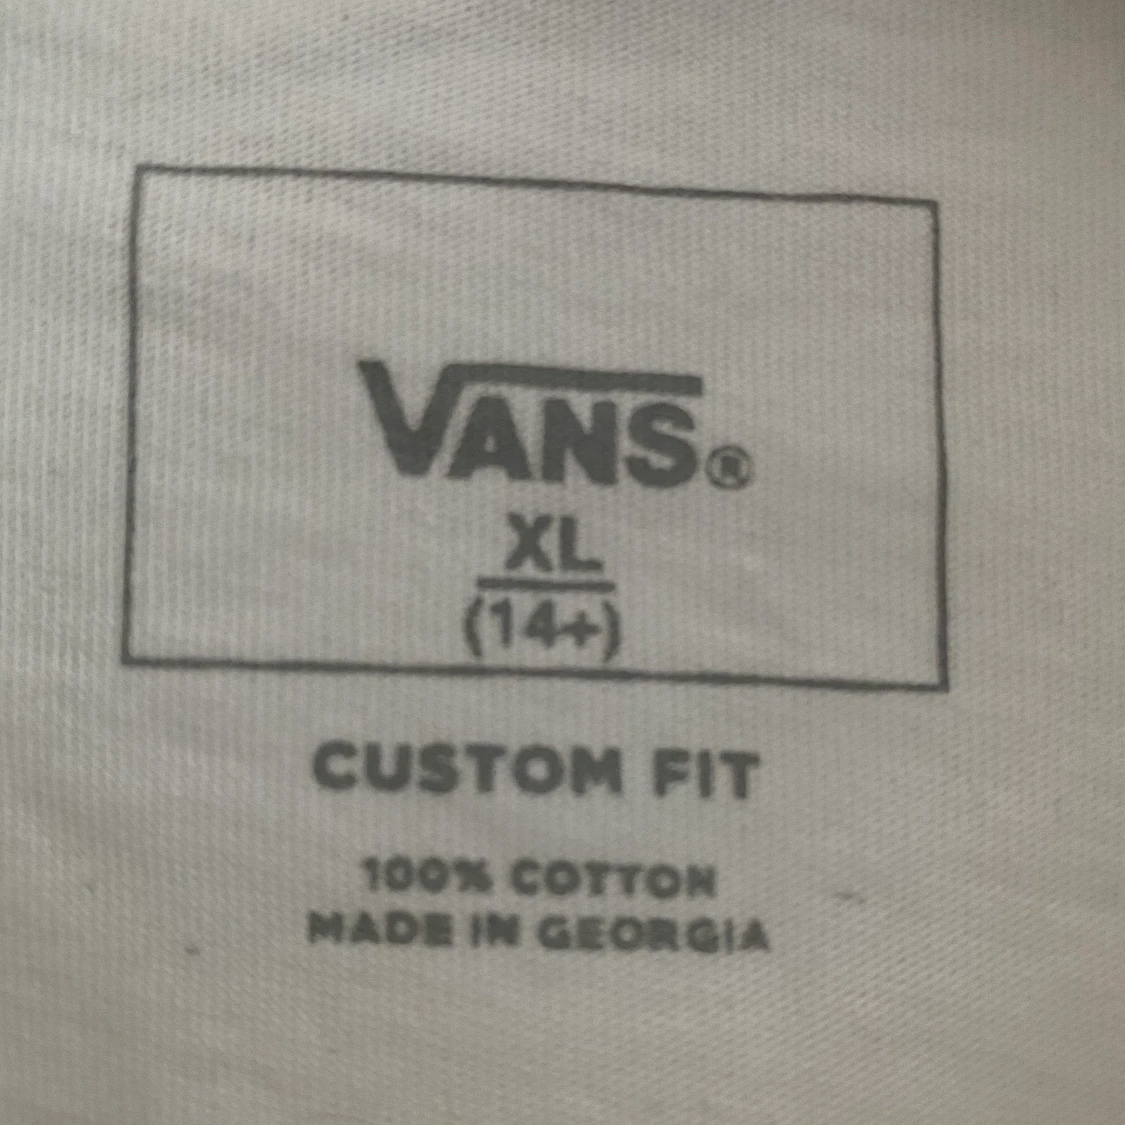 VANS®
XL
(14+)
CUSTOM FIT
100% COTTON
MADE IN GEORGIA